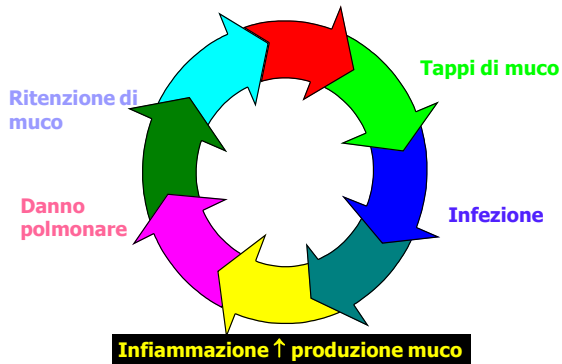 Tappi di muco
Ritenzione di
muco
Danno
polmonare
Infezione
Infiammazione ↑ produzione muco